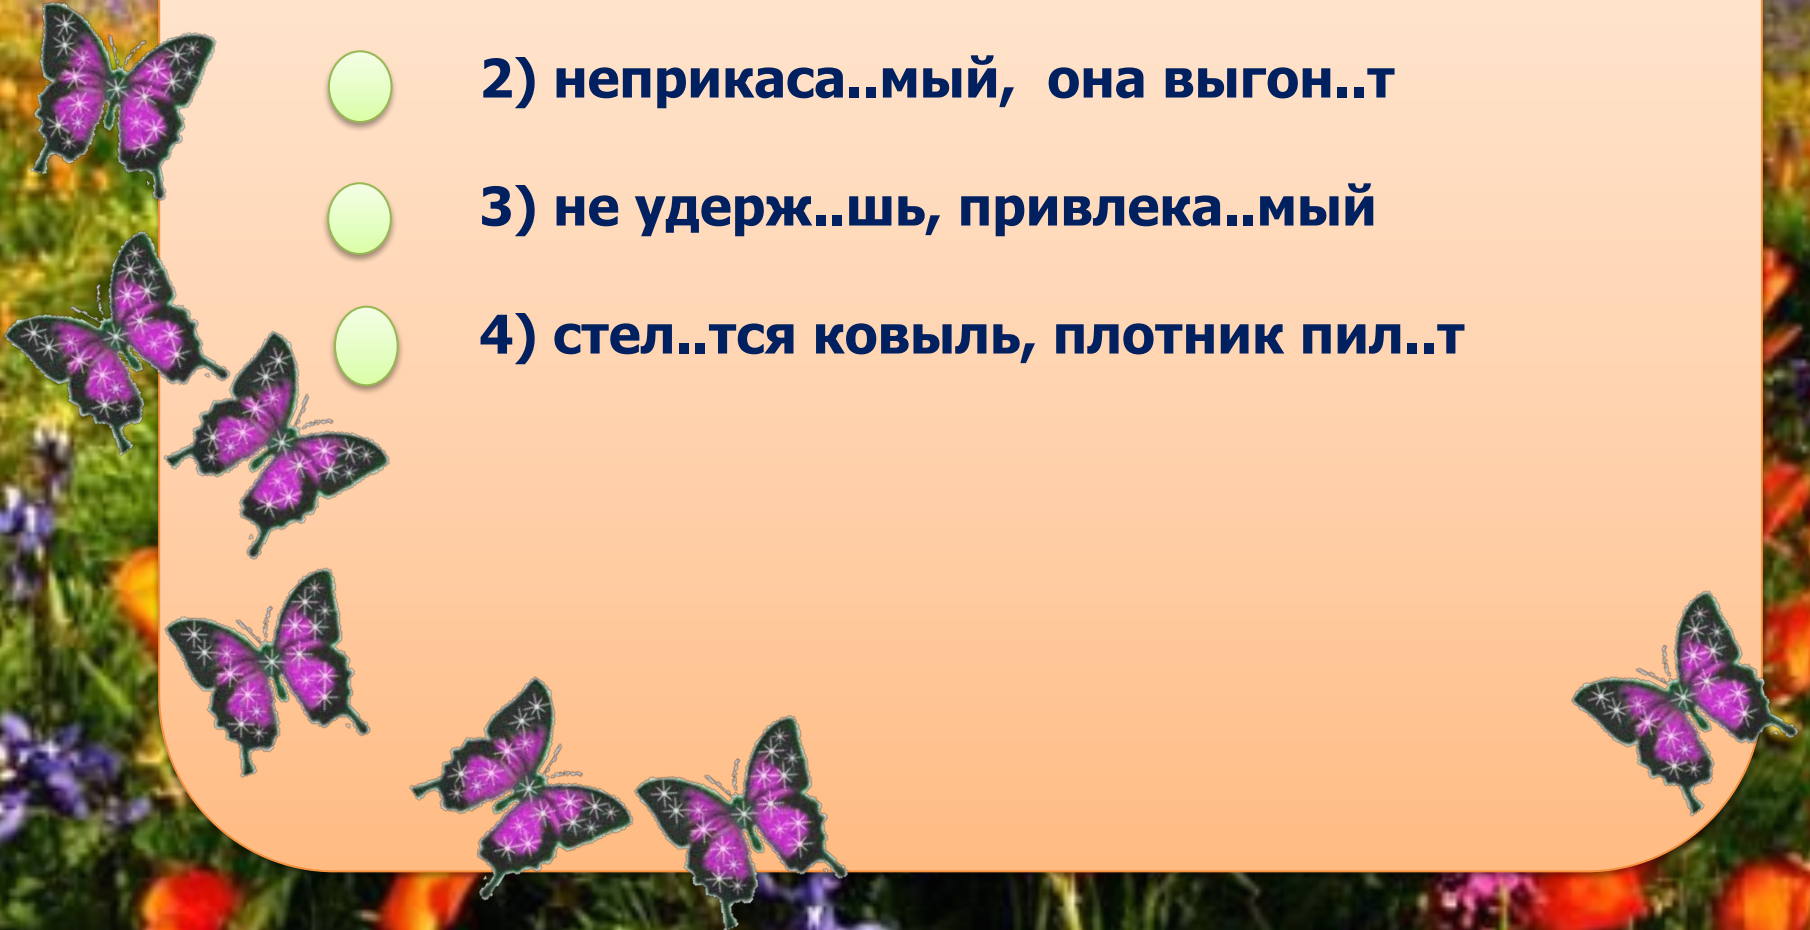 2) неприкаса..мый, она выгон..т
3) не удерж..шь, привлека..мый
4) стел..тся ковыль, плотник пил..т